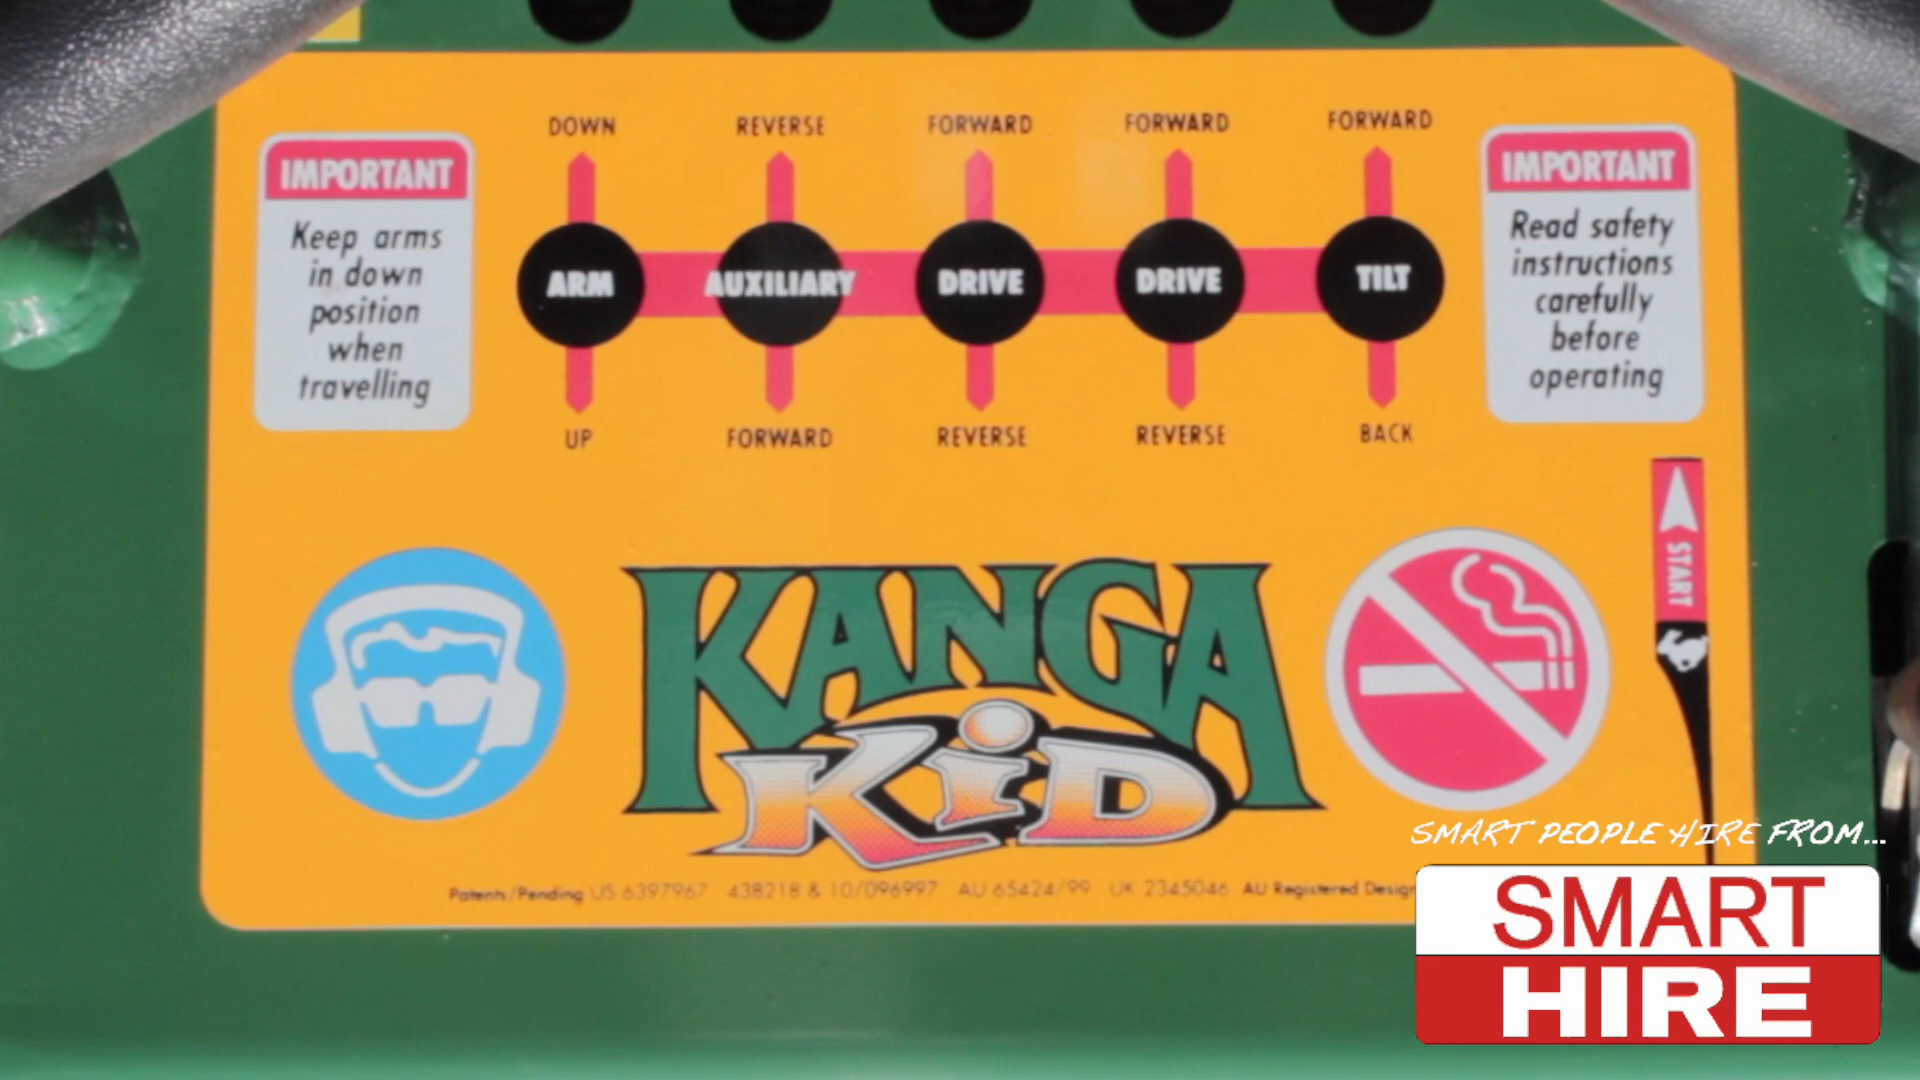 DOWN
REVERSE
FORWARD
FORWARD
FORWARD
IMPORTANT
Keep arms
in down
position
when
travelling
ARM
AUXILIARY
DRIVE
DRIVE
TILT
IMPORTANT
Read safety
instructions
carefully
before
operating
UP
FORWARD
REVERSE
REVERSE
BACK
START
KANGA
KiD
Patents/Pending US 6397967 438218 & 10/096997 AU 65424/99 UK 2345046 AU Registered Design
SMART PEOPLE HIRE FROM...
SMART
HIRE